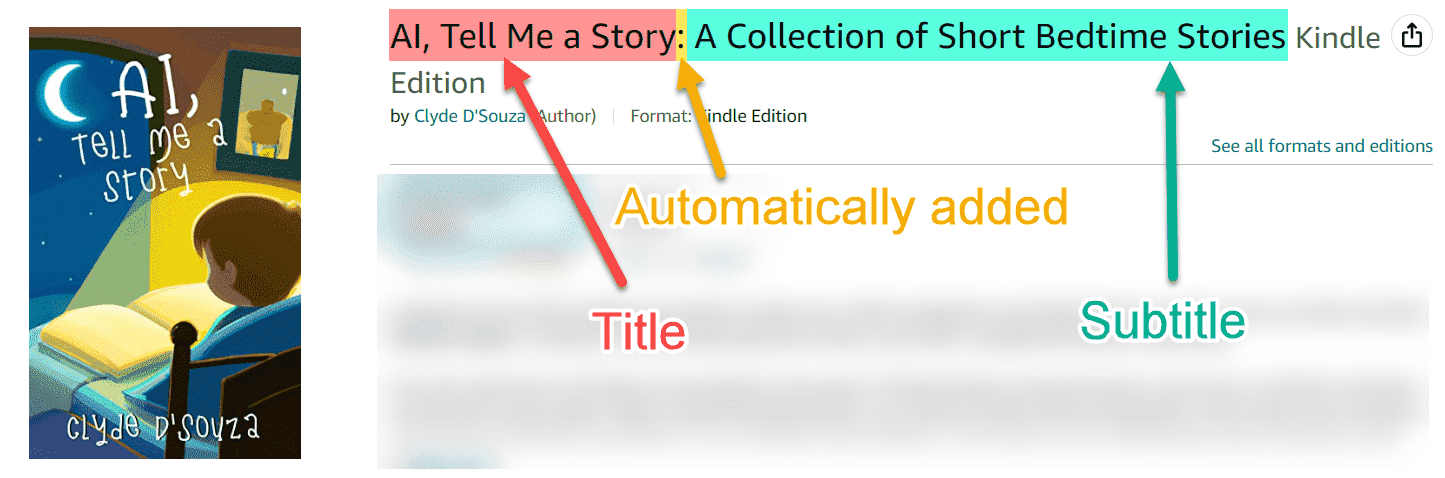 AI,
Tell me a
story
Clyde D'Souza
AI, Tell Me a Story: A Collection of Short Bedtime Stories Kindle
Edition
by Clyde D'Souza (Author) Format: Kindle Edition
See all formats and editions
Automatically added
Title
Subtitle